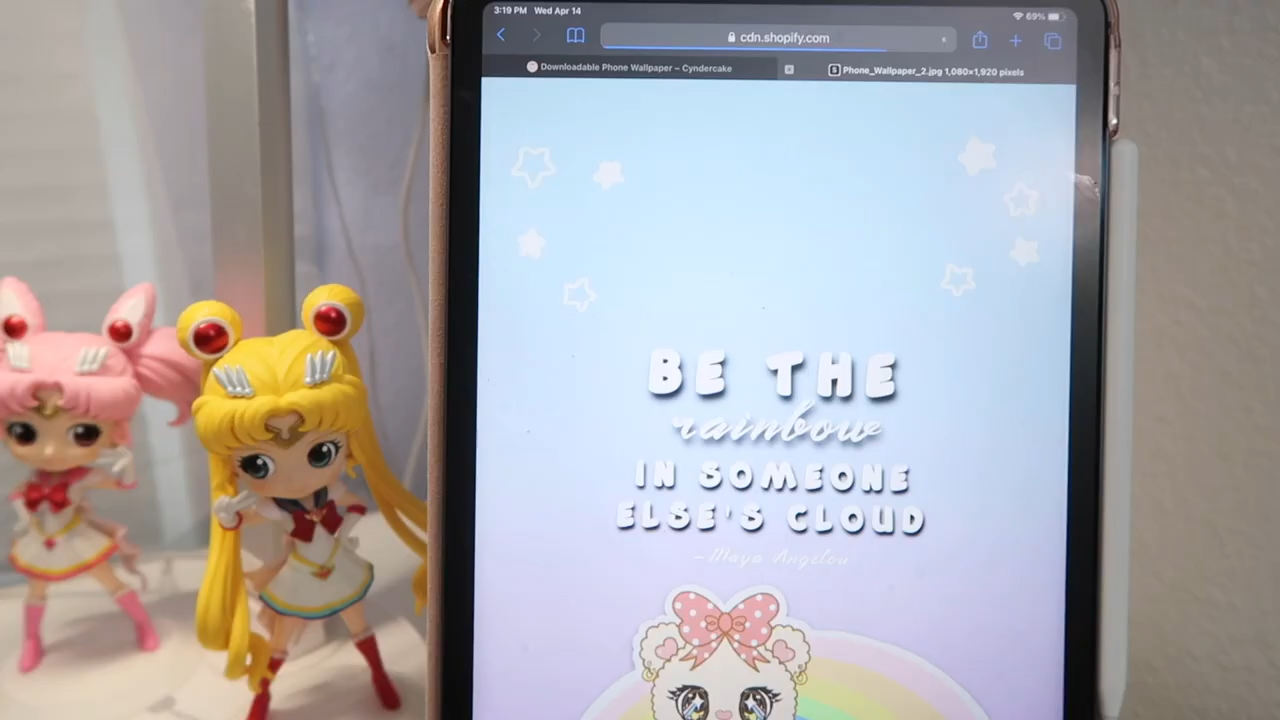 3:19 PM Wed Apr 14
69%
cdn.shopify.com
Downloadable Phone Wallpaper – Cyndercake
S Phone_Wallpaper_2.jpg 1,080×1,920 pixels
BE THE
rainbow
IN SOMEONE
ELSE'S CLOUD
–Maya Angelou